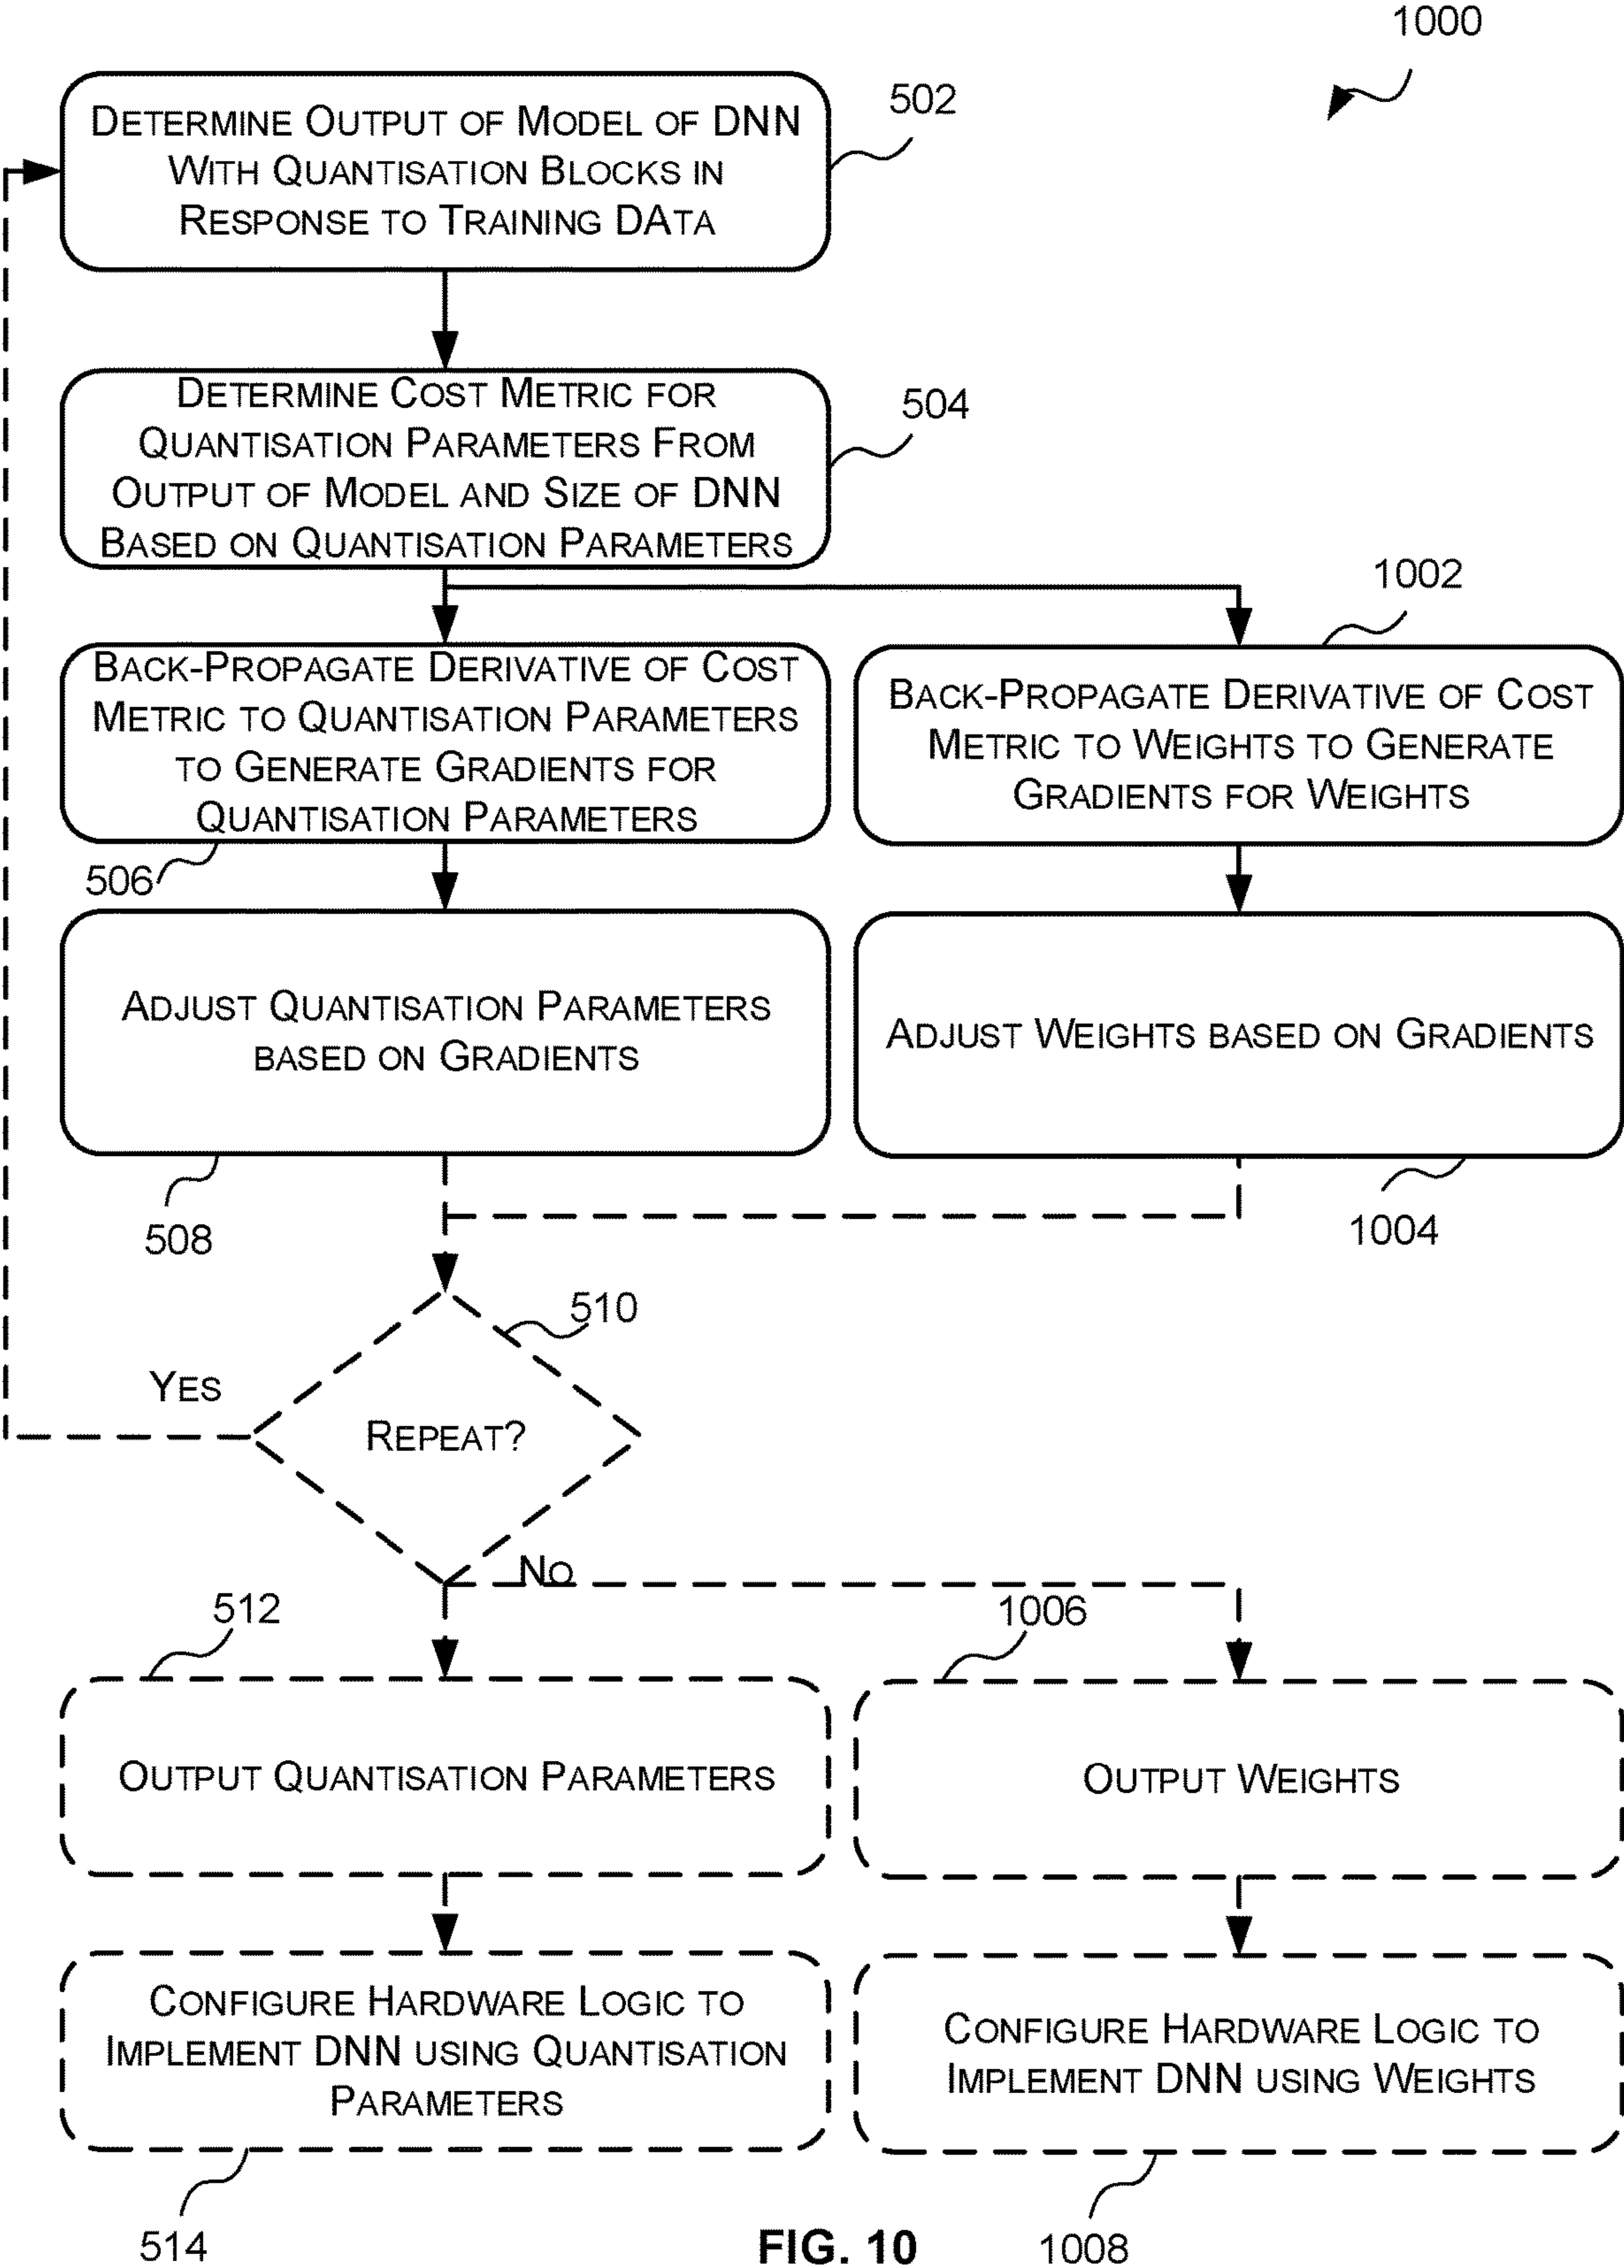 1000
DETERMINE OUTPUT OF MODEL OF DNN
WITH QUANTISATION BLOCKS IN
RESPONSE TO TRAINING DATA
502
DETERMINE COST METRIC FOR
QUANTISATION PARAMETERS FROM
OUTPUT OF MODEL AND SIZE OF DNN
BASED ON QUANTISATION PARAMETERS
504
BACK-PROPAGATE DERIVATIVE OF COST
METRIC TO QUANTISATION PARAMETERS
TO GENERATE GRADIENTS FOR
QUANTISATION PARAMETERS
506
1002
BACK-PROPAGATE DERIVATIVE OF COST
METRIC TO WEIGHTS TO GENERATE
GRADIENTS FOR WEIGHTS
ADJUST QUANTISATION PARAMETERS
BASED ON GRADIENTS
508
ADJUST WEIGHTS BASED ON GRADIENTS
1004
510
REPEAT?
YES
NO
512
OUTPUT QUANTISATION PARAMETERS
1006
OUTPUT WEIGHTS
CONFIGURE HARDWARE LOGIC TO
IMPLEMENT DNN USING QUANTISATION
PARAMETERS
514
CONFIGURE HARDWARE LOGIC TO
IMPLEMENT DNN USING WEIGHTS
1008
FIG. 10